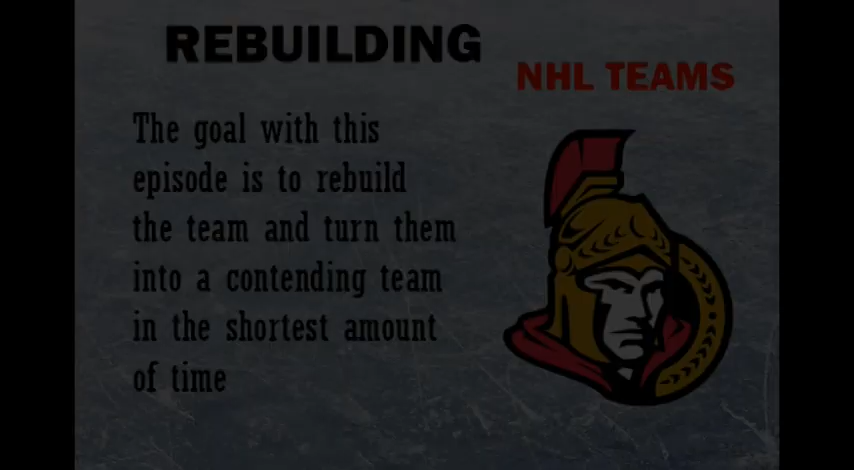 REBUILDING
NHL TEAMS
The goal with this
episode is to rebuild
the team and turn them
into a contending team
in the shortest amount
of time